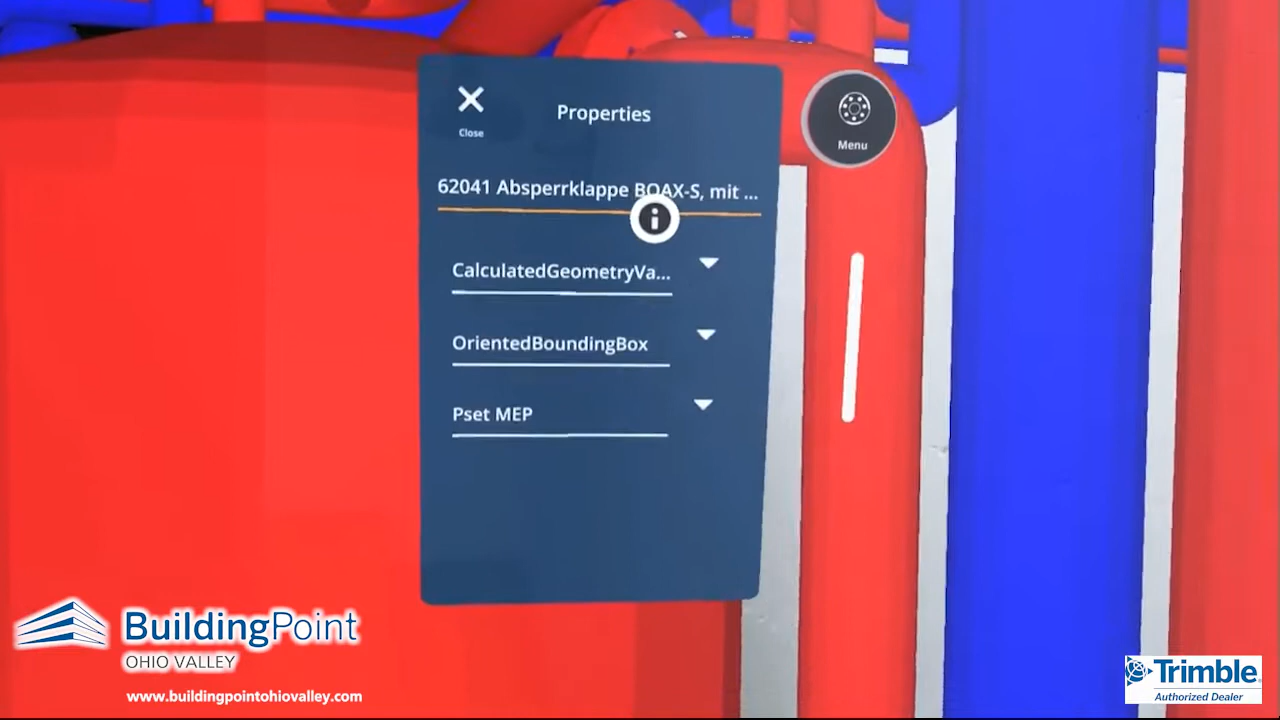 Close
Properties
Menu
62041 Absperrklappe BOAX-S, mit ...
CalculatedGeometryVa...
OrientedBoundingBox
Pset MEP
BuildingPoint
OHIO VALLEY
www.buildingpointohiovalley.com
Trimble
Authorized Dealer